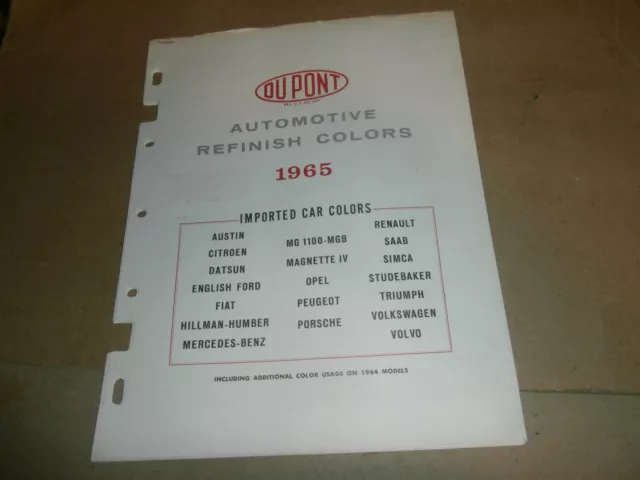 DU PONT
AUTOMOTIVE
REFINISH COLORS
1965
IMPORTED CAR COLORS
AUSTIN
CITROEN
DATSUN
ENGLISH FORD
FIAT
HILLMAN-HUMBER
MERCEDES-BENZ
MG 1100-MGB
MAGNETTE IV
OPEL
PEUGEOT
PORSCHE
RENAULT
SAAB
SIMCA
STUDEBAKER
TRIUMPH
VOLKSWAGEN
VOLVO
INCLUDING ADDITIONAL COLOR USAGE ON 1964 MODELS